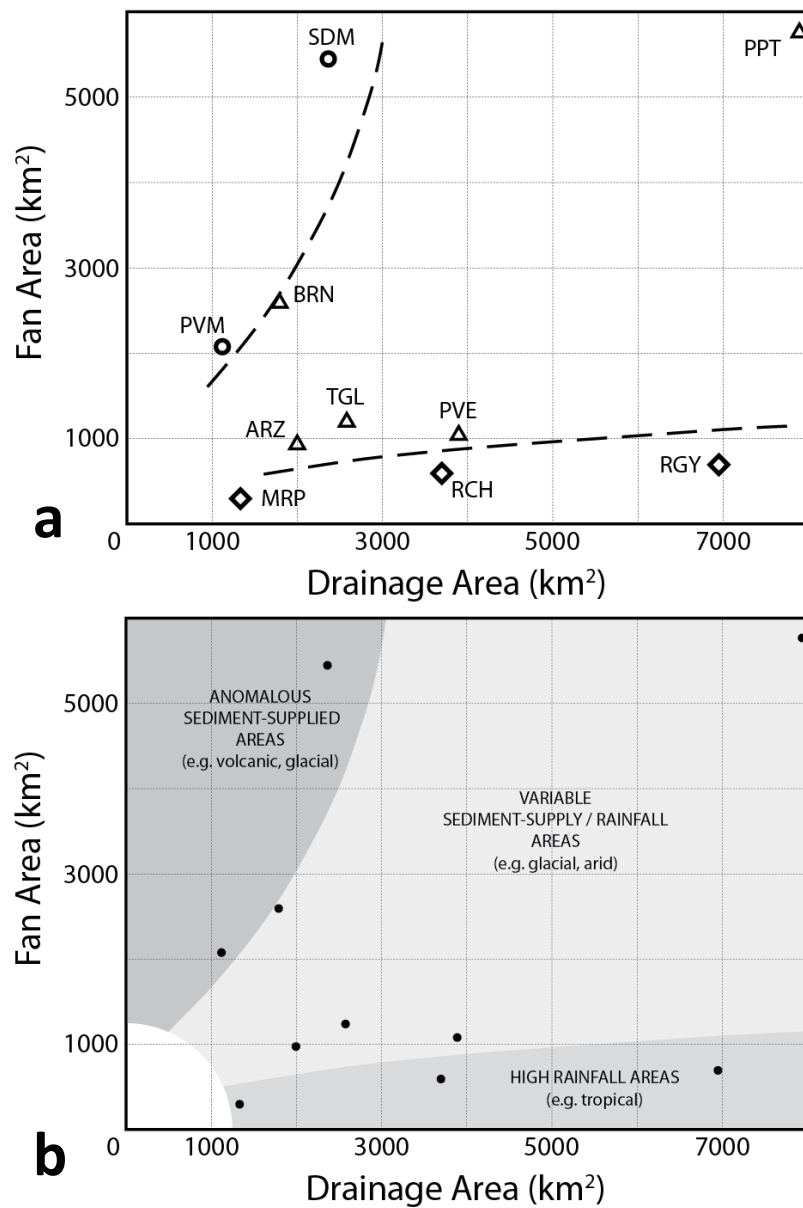 SDM
PPT
5000
Fan Area (km²)
3000
BRN
PVM
TGL
PVE
ARZ
1000
RGY
RCH
MRP
a
0 1000 3000 5000 7000
Drainage Area (km²)
ANOMALOUS
SEDIMENT-SUPPLIED
AREAS
(e.g. volcanic, glacial)
5000
VARIABLE
SEDIMENT-SUPPLY / RAINFALL
AREAS
(e.g. glacial, arid)
Fan Area (km²)
3000
1000
HIGH RAINFALL AREAS
(e.g. tropical)
b
0 1000 3000 5000 7000
Drainage Area (km²)